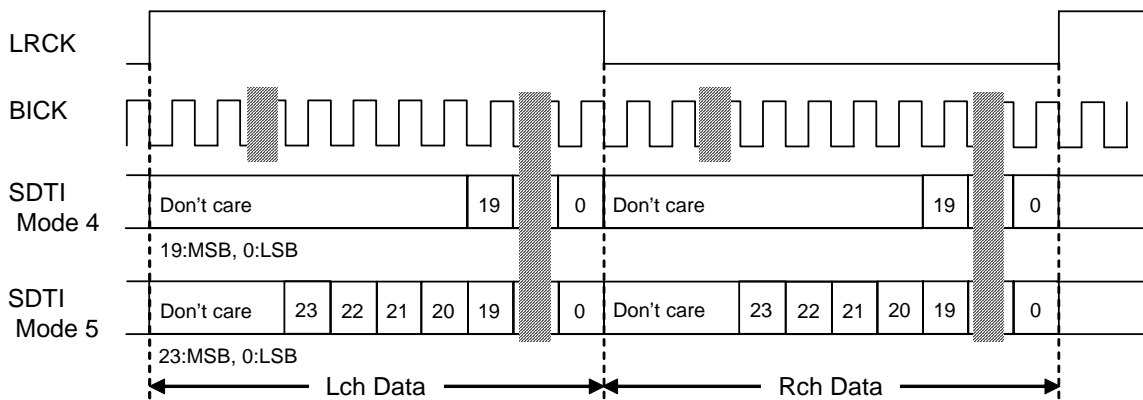 LRCK
BICK
SDTI
Mode 4
Don't care 19 0 Don't care 19 0
19:MSB, 0:LSB
SDTI
Mode 5
Don't care 23 22 21 20 19 0 Don't care 23 22 21 20 19 0
23:MSB, 0:LSB
Lch Data Rch Data